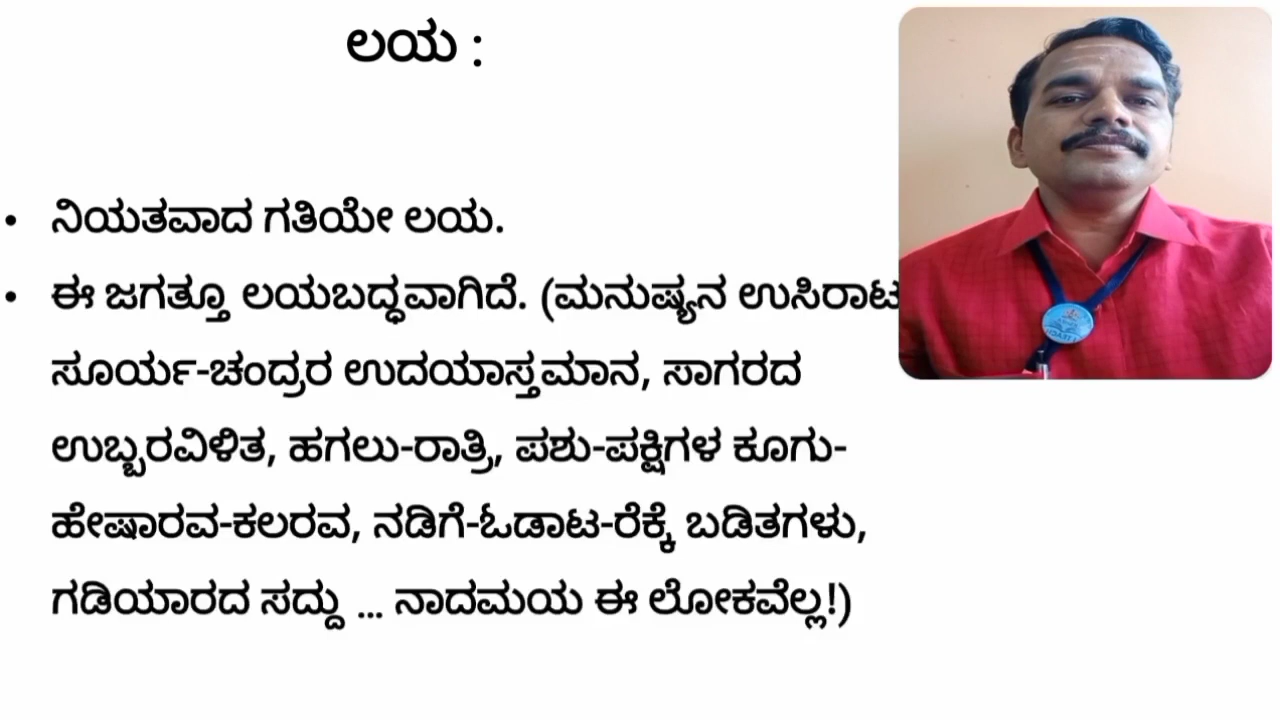 ಲಯ :
• ನಿಯತವಾದ ಗತಿಯೇ ಲಯ.
• ಈ ಜಗತ್ತೂ ಲಯಬದ್ಧವಾಗಿದೆ. (ಮನುಷ್ಯನ ಉಸಿರಾಟ
ಸೂರ್ಯ-ಚಂದ್ರರ ಉದಯಾಸ್ತಮಾನ, ಸಾಗರದ
ಉಬ್ಬರವಿಳಿತ, ಹಗಲು-ರಾತ್ರಿ, ಪಶು-ಪಕ್ಷಿಗಳ ಕೂಗು-
ಹೇಷಾರವ-ಕಲರವ, ನಡಿಗೆ-ಓಡಾಟ-ರೆಕ್ಕೆ ಬಡಿತಗಳು,
ಗಡಿಯಾರದ ಸದ್ದು ... ನಾದಮಯ ಈ ಲೋಕವೆಲ್ಲ!)